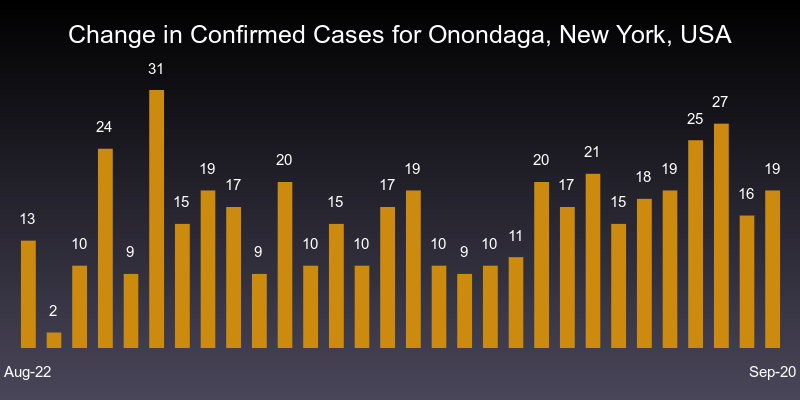 Change in Confirmed Cases for Onondaga, New York, USA
13 2 10 24 9 31 15 19 17 9 20 10 15 10 17 19 10 9 10 11 20 17 21 15 18 19 25 27 16 19
Aug-22 Sep-20